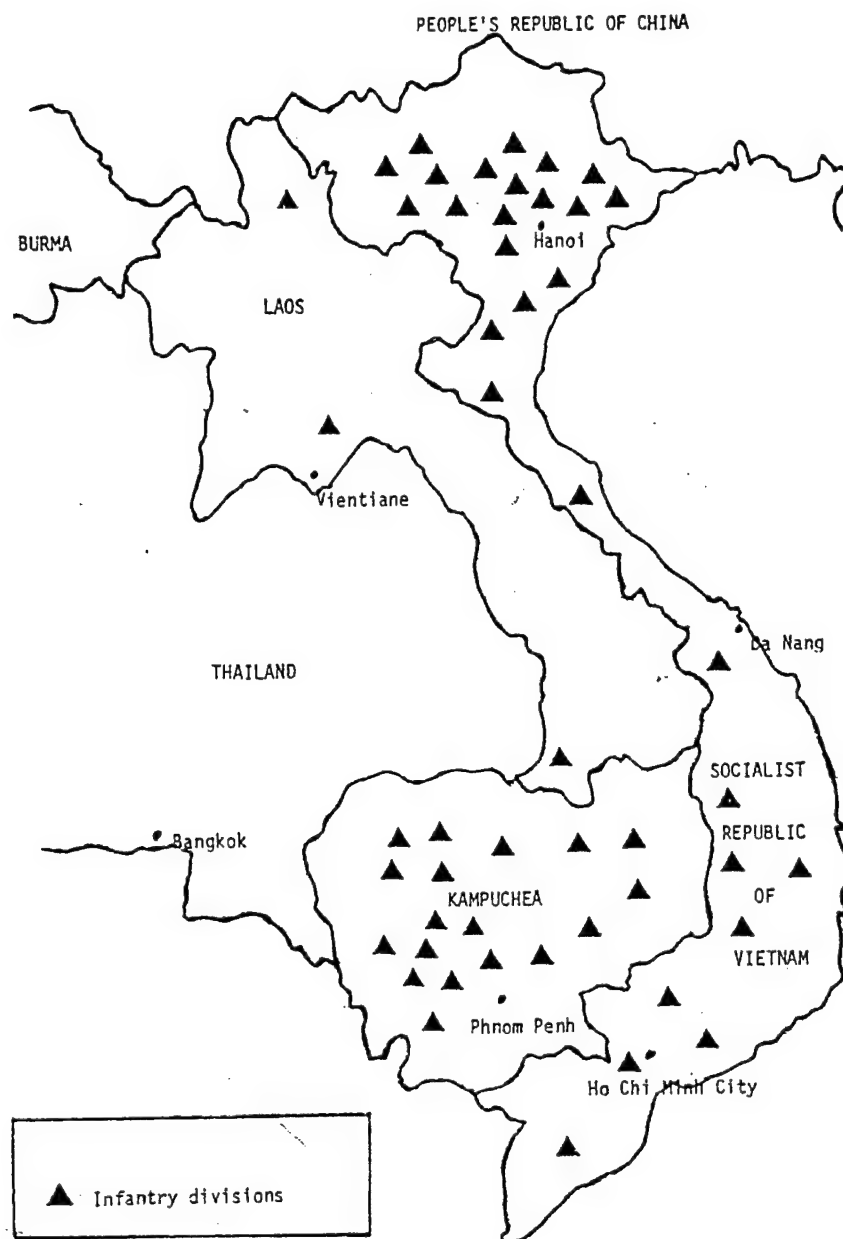 PEOPLE'S REPUBLIC OF CHINA
BURMA
Hanoi
LAOS
Vientiane
Da Nang
THAILAND
SOCIALIST
REPUBLIC
OF
VIETNAM
Bangkok
KAMPUCHEA
Phnom Penh
Ho Chi Minh City
Infantry divisions